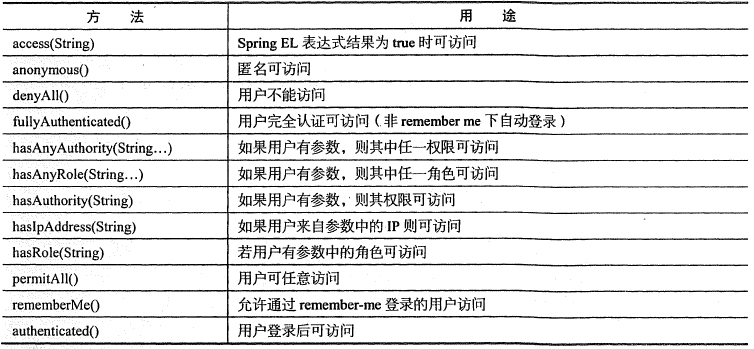 方 法 用 途
access(String) Spring EL 表达式结果为 true 时可访问
anonymous() 匿名可访问
denyAll() 用户不能访问
fullyAuthenticated() 用户完全认证可访问（非 remember me 下自动登录）
hasAnyAuthority(String…) 如果用户有参数，则其中任一权限可访问
hasAnyRole(String…) 如果用户有参数，则其中任一角色可访问
hasAuthority(String) 如果用户有参数，则其权限可访问
hasIpAddress(String) 如果用户来自参数中的 IP 则可访问
hasRole(String) 若用户有参数中的角色可访问
permitAll() 用户可任意访问
rememberMe() 允许通过 remember-me 登录的用户访问
authenticated() 用户登录后可访问